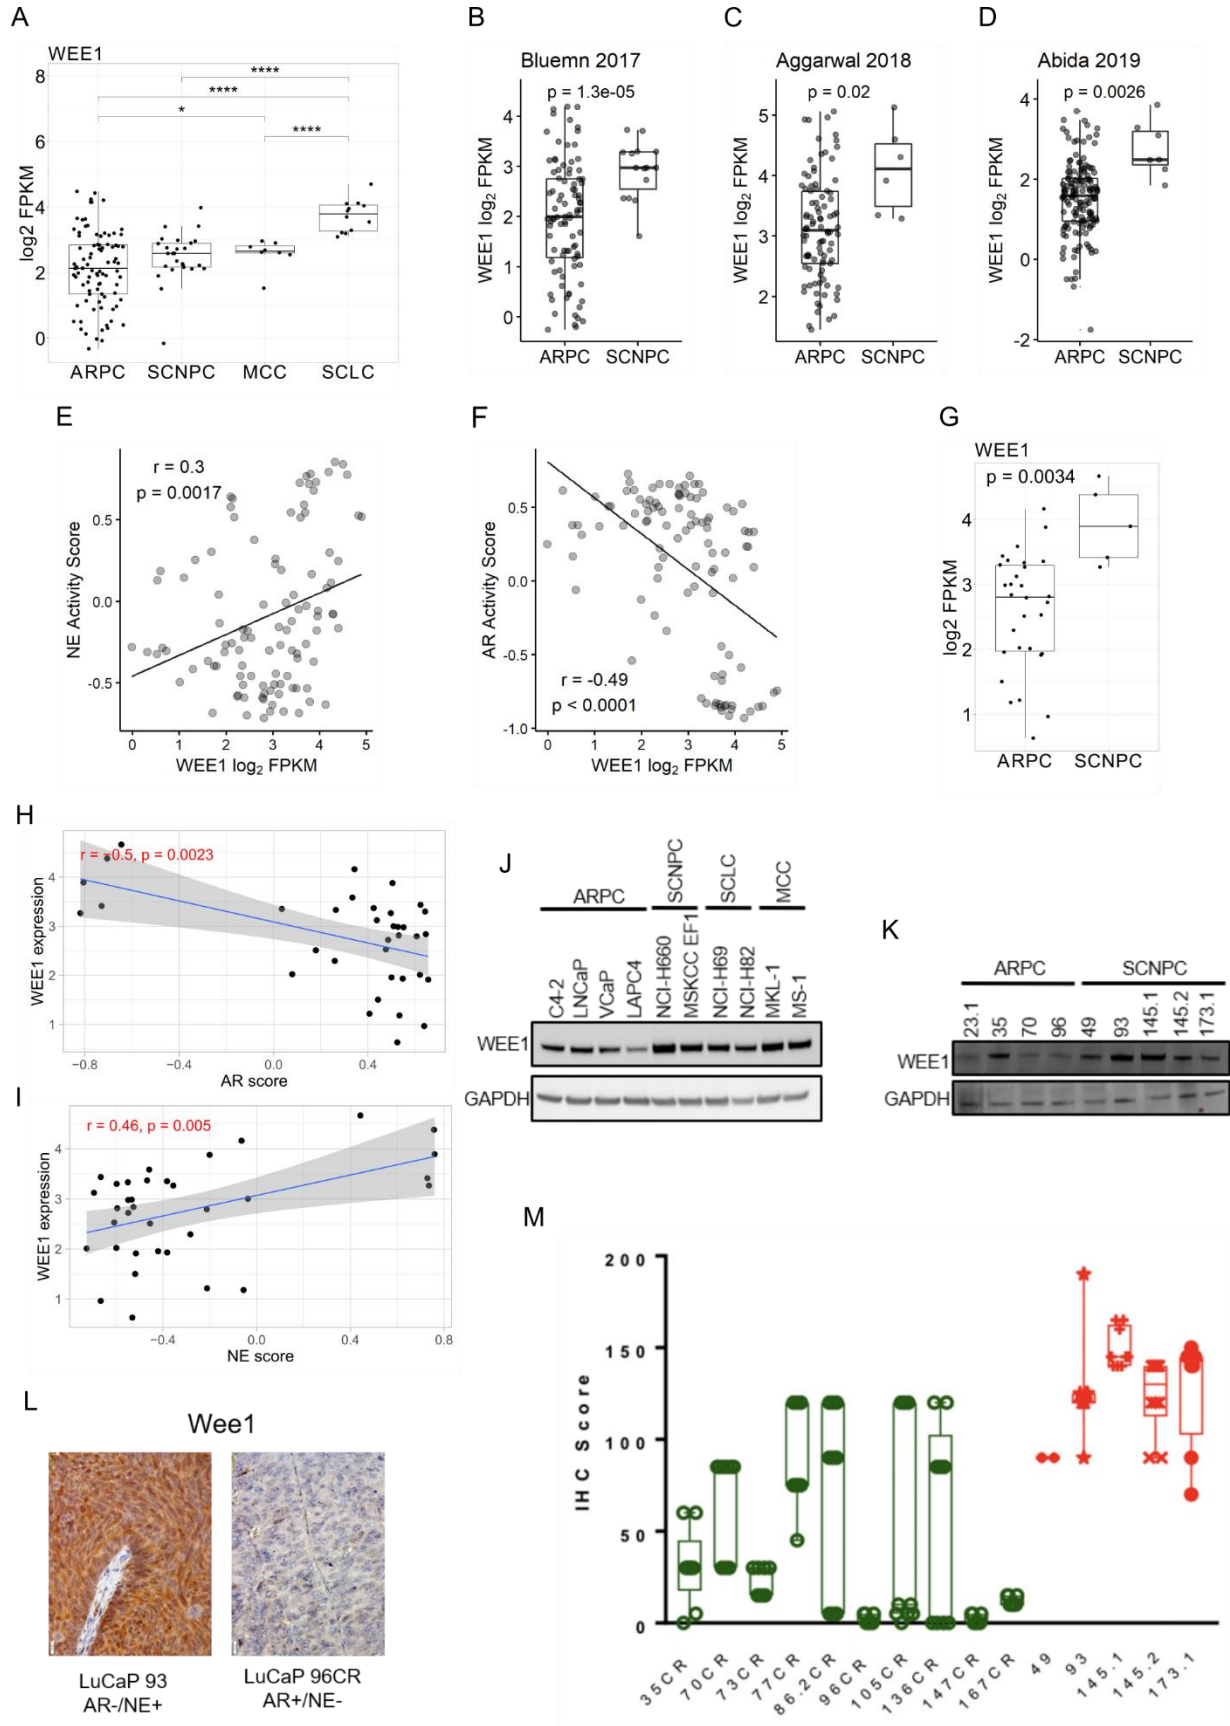 A
WEE1
8
6
4
2
0
log2 FPKM
****
****
*
****
ARPC SCNPC MCC SCLC
B
Bluemn 2017
p = 1.3e-05
4
3
2
1
0
WEE1 log2 FPKM
ARPC SCNPC
C
Aggarwal 2018
p = 0.02
5
4
3
2
WEE1 log2 FPKM
ARPC SCNPC
D
Abida 2019
p = 0.0026
4
2
0
-2
WEE1 log2 FPKM
ARPC SCNPC
E
r = 0.3
p = 0.0017
0.5
0.0
-0.5
NE Activity Score
0 1 2 3 4 5
WEE1 log2 FPKM
F
0.5
0.0
-0.5
-1.0
AR Activity Score
r = -0.49
p < 0.0001
0 1 2 3 4 5
WEE1 log2 FPKM
G
WEE1
p = 0.0034
4
3
2
1
log2 FPKM
ARPC SCNPC
H
r = −0.5, p = 0.0023
4
3
2
1
WEE1 expression
−0.8 −0.4 0.0 0.4
AR score
I
r = 0.46, p = 0.005
4
3
2
1
WEE1 expression
−0.4 0.0 0.4 0.8
NE score
J
ARPC SCNPC SCLC MCC
C4-2 LNCaP VCaP LAPC4 NCI-H660 MSKCC EF1 NCI-H69 NCI-H82 MKL-1 MS-1
WEE1
GAPDH
K
ARPC SCNPC
23.1 35 70 96 49 93 145.1 145.2 173.1
WEE1
GAPDH
L
Wee1
LuCaP 93
AR-/NE+
LuCaP 96CR
AR+/NE-
M
200
150
100
50
0
IHC Score
35CR 70CR 73CR 77CR 86.2CR 96CR 105CR 136CR 147CR 167CR 49 93 145.1 145.2 173.1